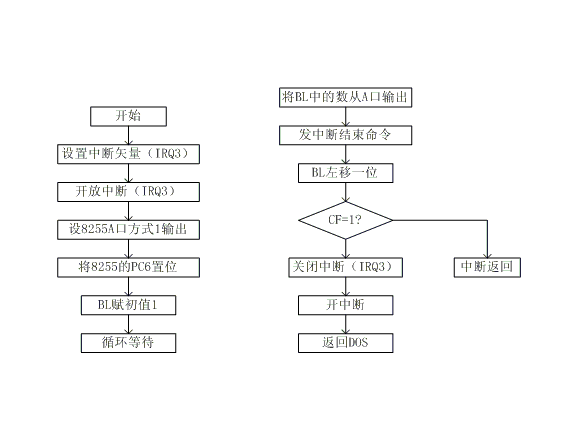 开始
设置中断矢量（IRQ3）
开放中断（IRQ3）
设8255A口方式1输出
将8255的PC6置位
BL赋初值1
循环等待
将BL中的数从A口输出
发中断结束命令
BL左移一位
CF=1?
关闭中断（IRQ3）
中断返回
开中断
返回DOS